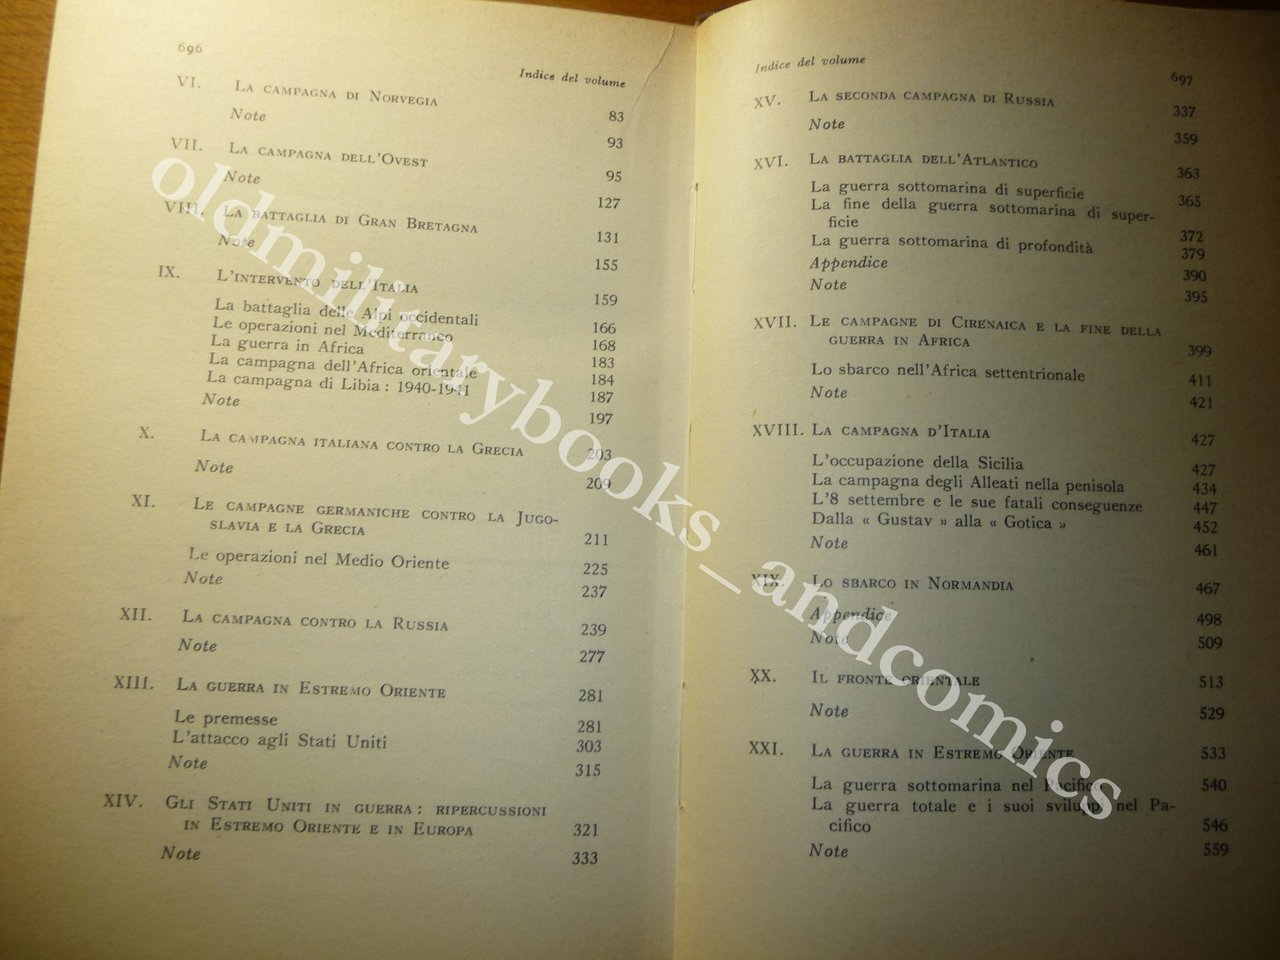 696
Indice del volume
VI. La campagna di Norvegia 83
Note 93
VII. La campagna dell'Ovest 95
Note 127
VIII. La battaglia di Gran Bretagna 131
Note 155
IX. L'intervento dell'Italia 159
La battaglia delle Alpi occidentali 166
Le operazioni nel Mediterraneo 168
La guerra in Africa 183
La campagna dell'Africa orientale 184
La campagna di Libia: 1940-1941 187
Note 197
X. La campagna italiana contro la Grecia 203
Note 209
XI. Le campagne germaniche contro la Jugo-
slavia e la Grecia 211
Le operazioni nel Medio Oriente 225
Note 237
XII. La campagna contro la Russia 239
Note 277
XIII. La guerra in Estremo Oriente 281
Le premesse 281
L'attacco agli Stati Uniti 303
Note 315
XIV. Gli Stati Uniti in guerra: ripercussioni
in Estremo Oriente e in Europa 321
Note 333
Indice del volume
697
XV. La seconda campagna di Russia 337
Note 359
XVI. La battaglia dell'Atlantico 363
La guerra sottomarina di superficie 365
La fine della guerra sottomarina di super-
ficie 372
La guerra sottomarina di profondità 379
Appendice 390
Note 395
XVII. Le campagne di Cirenaica e la fine della
guerra in Africa 399
Lo sbarco nell'Africa settentrionale 411
Note 421
XVIII. La campagna d'Italia 427
L'occupazione della Sicilia 427
La campagna degli Alleati nella penisola 434
L'8 settembre e le sue fatali conseguenze 447
Dalla « Gustav » alla « Gotica » 452
Note 461
XIX. Lo sbarco in Normandia 467
Appendice 498
Note 509
XX. Il fronte orientale 513
Note 529
XXI. La guerra in Estremo Oriente 533
La guerra sottomarina nel Pacifico 540
La guerra totale e i suoi sviluppi nel Pa-
cifico 546
Note 559
oldmilitarybooks_andcomics